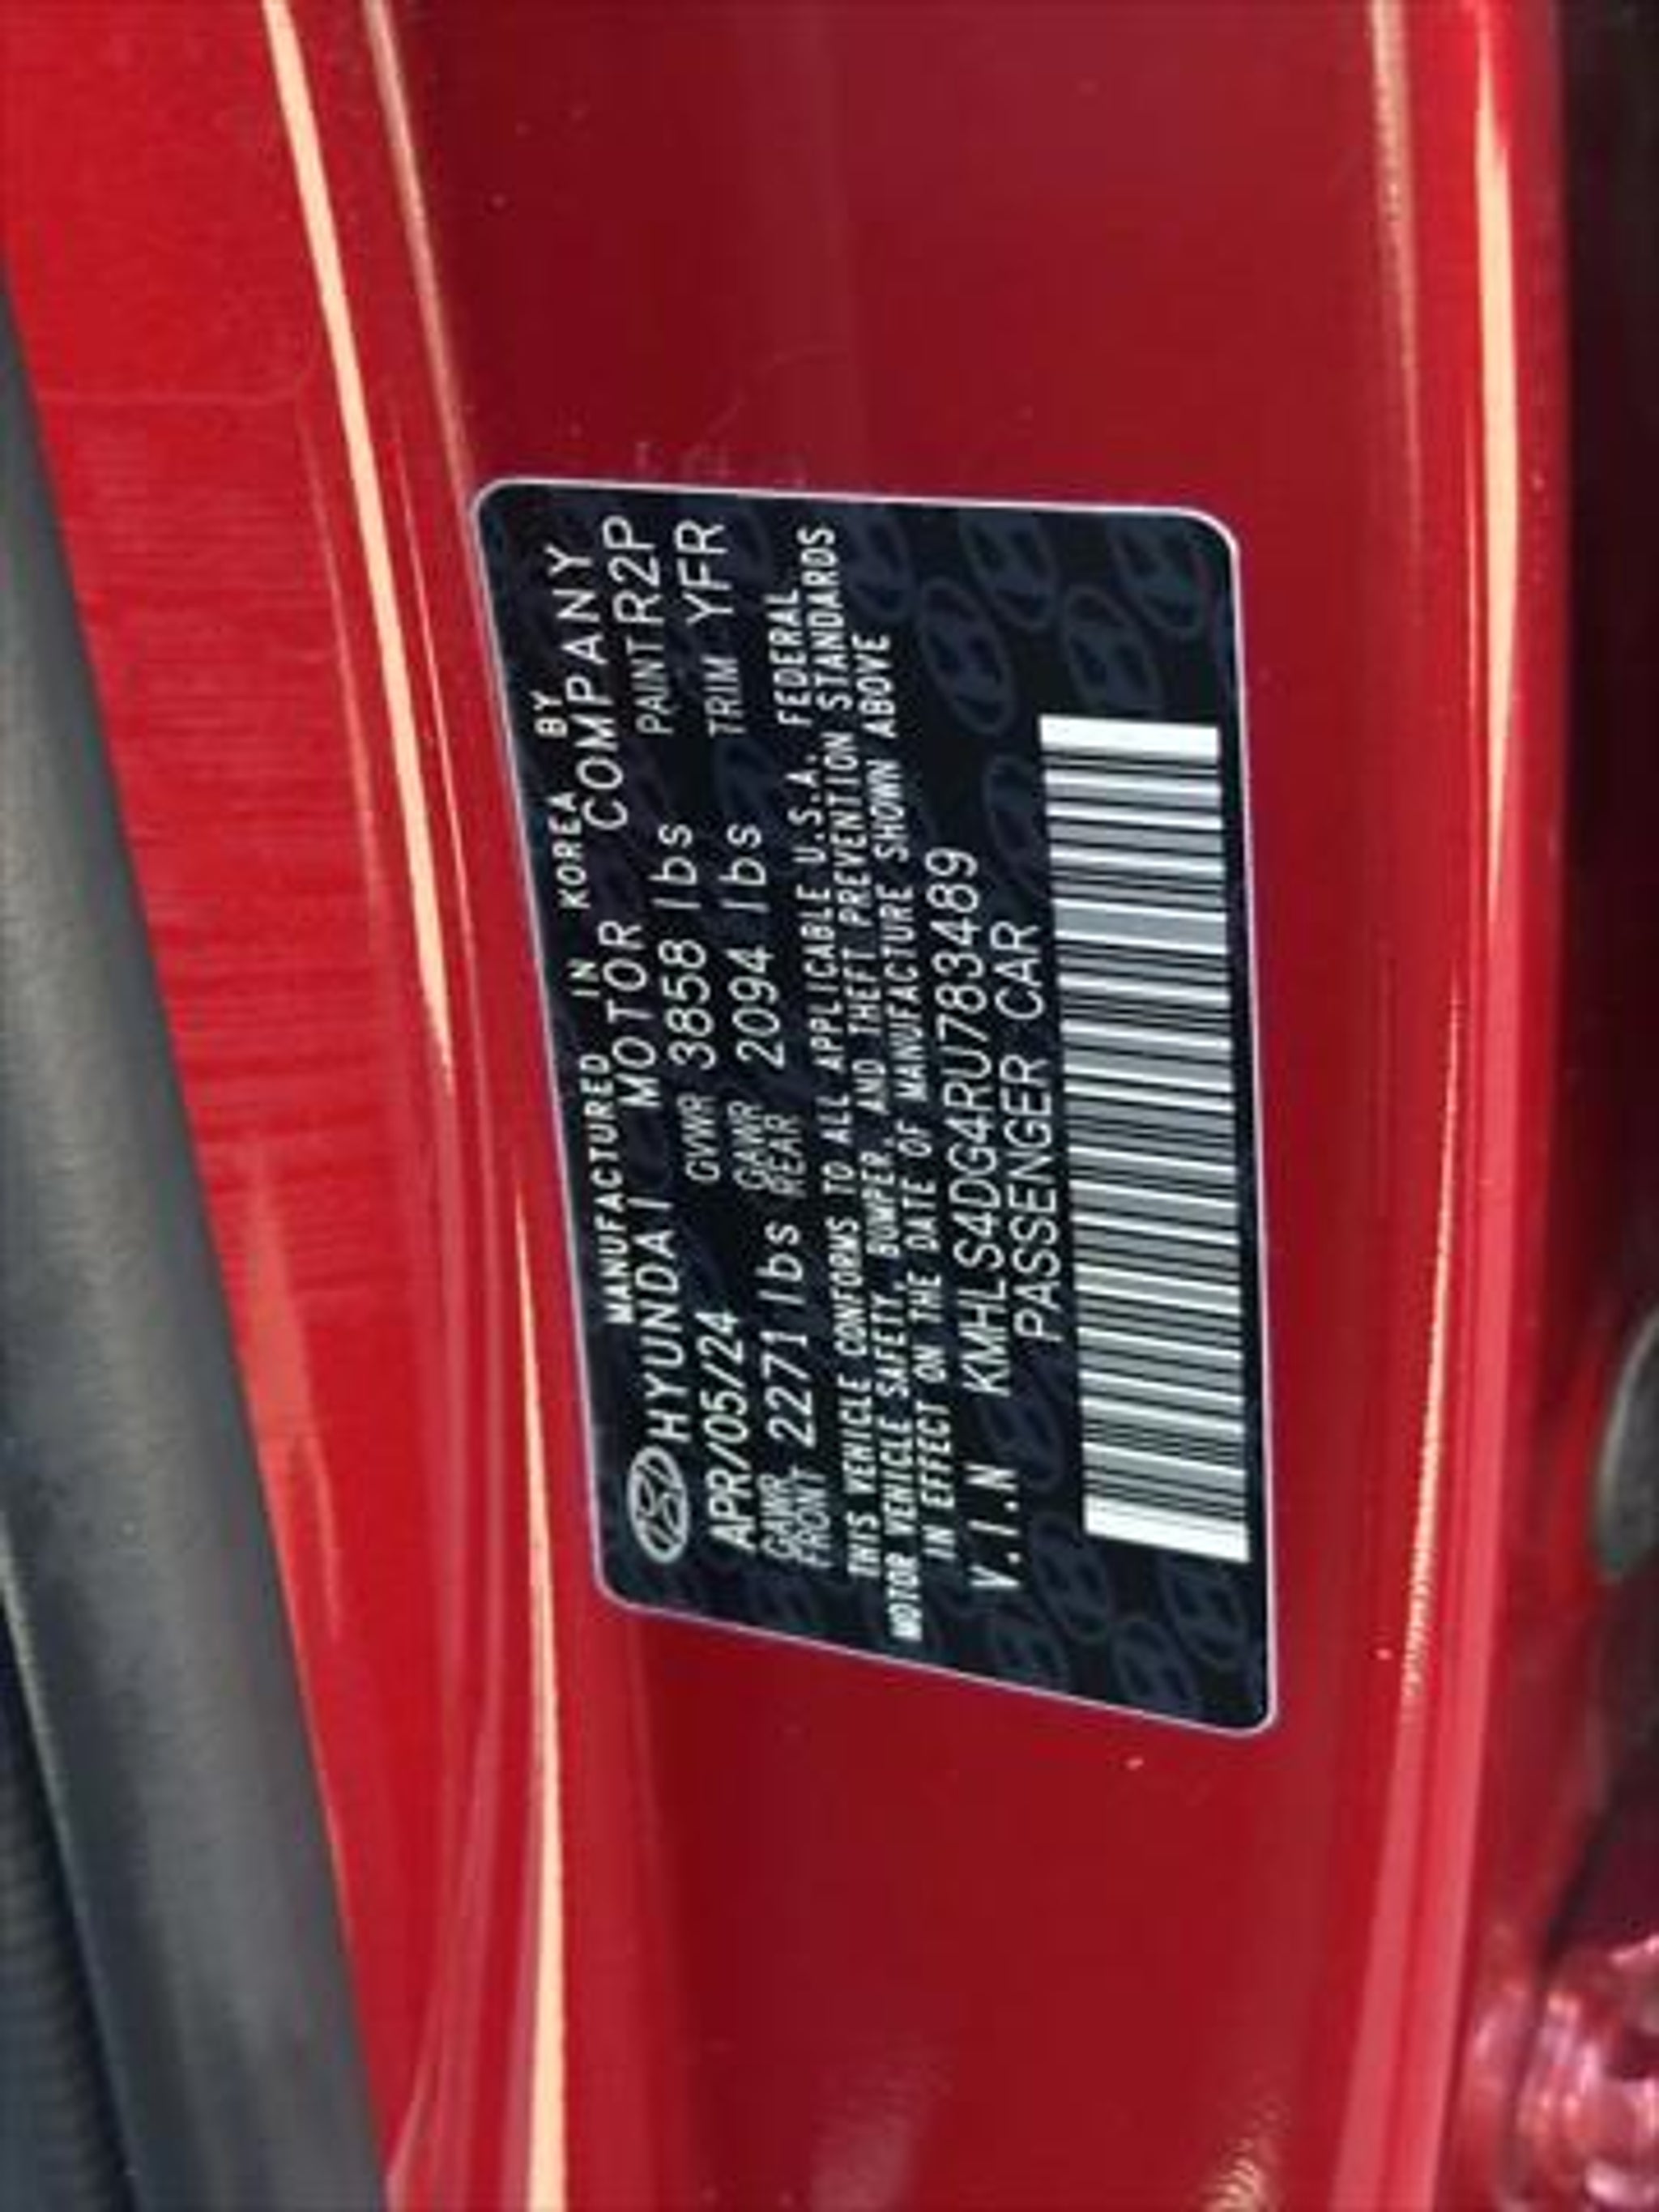 MANUFACTURED IN KOREA BY
HYUNDAI MOTOR COMPANY
APR/05/24 GVWR 3858 lbs PAINT R2P
GAWR FRONT 2271 lbs GAWR REAR 2094 lbs TRIM YFR
THIS VEHICLE CONFORMS TO ALL APPLICABLE U.S.A. FEDERAL
MOTOR VEHICLE SAFETY, BUMPER, AND THEFT PREVENTION STANDARDS
IN EFFECT ON THE DATE OF MANUFACTURE SHOWN ABOVE
V.I.N KMHLS4DG4RU783489
PASSENGER CAR